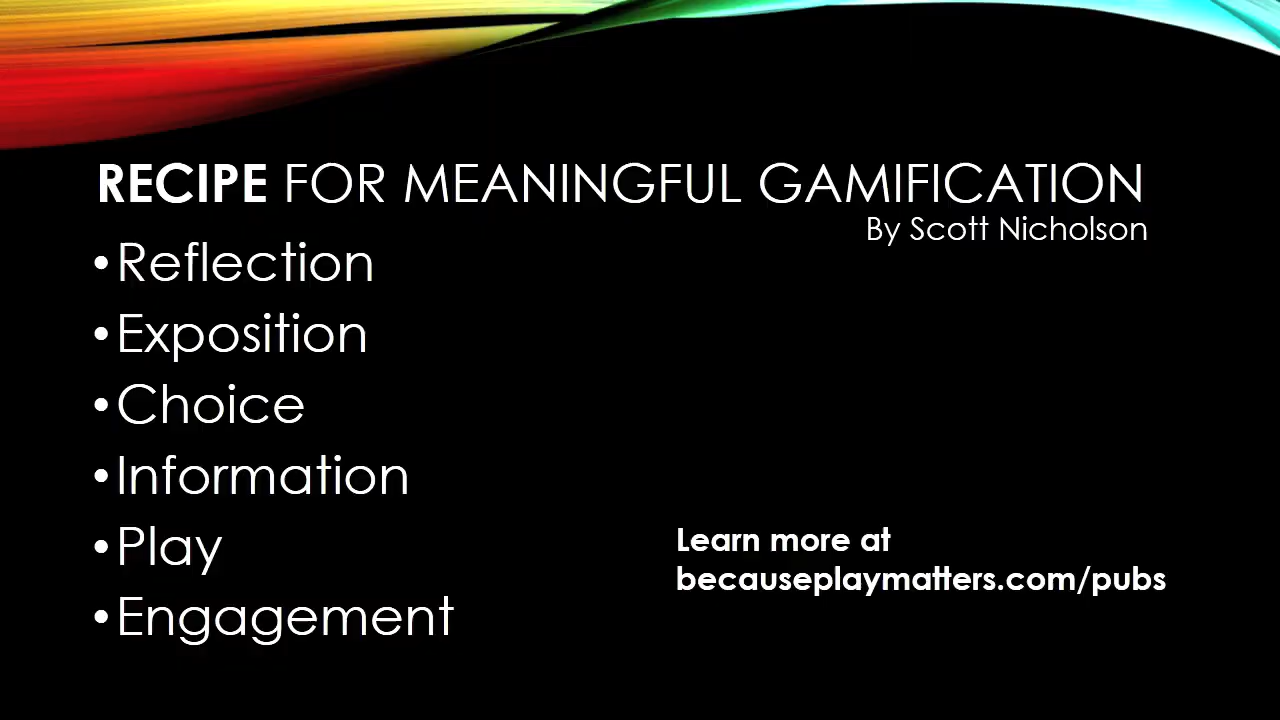 RECIPE FOR MEANINGFUL GAMIFICATION
By Scott Nicholson
•Reflection
•Exposition
•Choice
•Information
•Play
•Engagement
Learn more at
becauseplaymatters.com/pubs